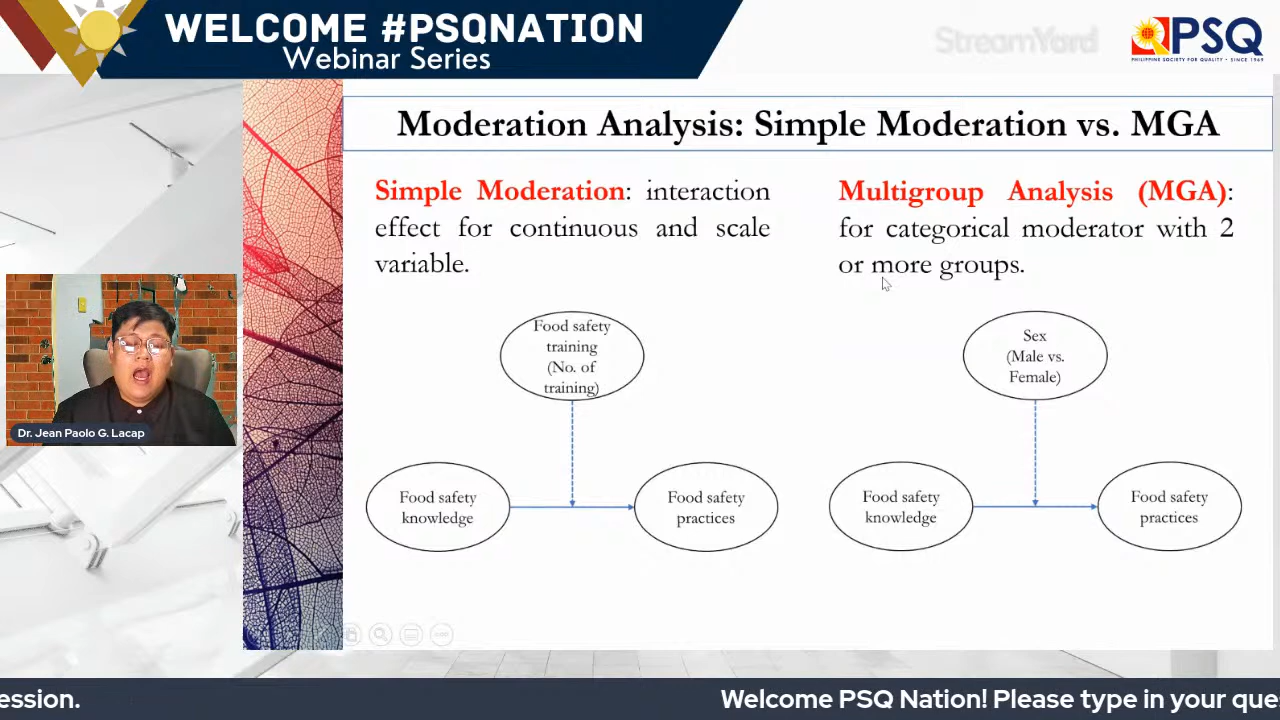 WELCOME #PSQNATION
Webinar Series
StreamYard
PSQ
PHILIPPINE SOCIETY FOR QUALITY • SINCE 1969
Moderation Analysis: Simple Moderation vs. MGA
Simple Moderation: interaction
effect for continuous and scale
variable.
Multigroup Analysis (MGA):
for categorical moderator with 2
or more groups.
Food safety
training
(No. of
training)
Food safety
knowledge
Food safety
practices
Sex
(Male vs.
Female)
Food safety
knowledge
Food safety
practices
Dr. Jean Paolo G. Lacap
ession.
Welcome PSQ Nation! Please type in your que